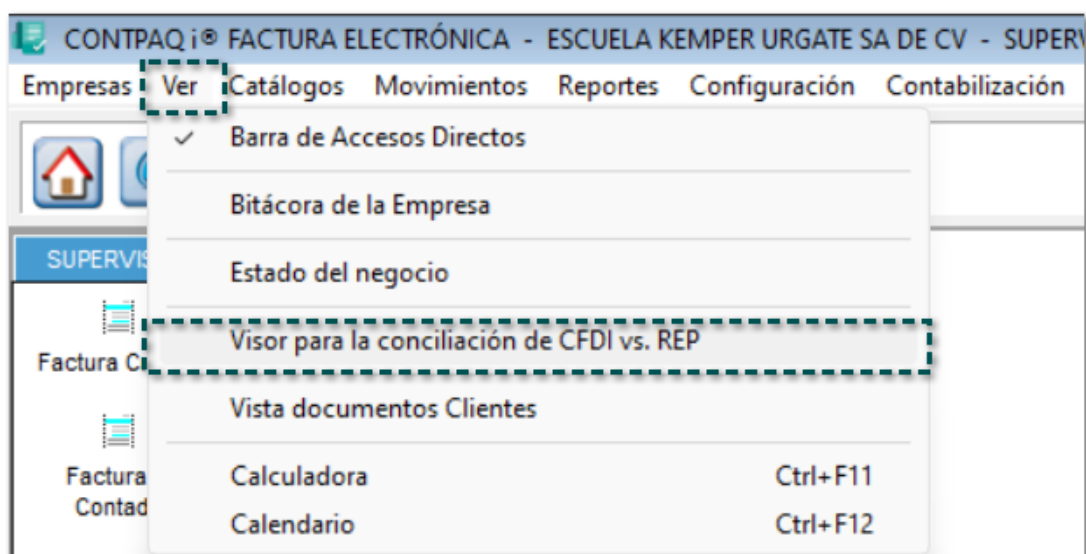 CONTPAQ i® FACTURA ELECTRÓNICA - ESCUELA KEMPER URGATE SA DE CV -
Empresas Ver Catálogos Movimientos Reportes Configuración Contabilización
Barra de Accesos Directos
Bitácora de la Empresa
SUPERVIS
Estado del negocio
Visor para la conciliación de CFDI vs. REP
Factura C
Vista documentos Clientes
Factura
Contad
Calculadora Ctrl+F11
Calendario Ctrl+F12